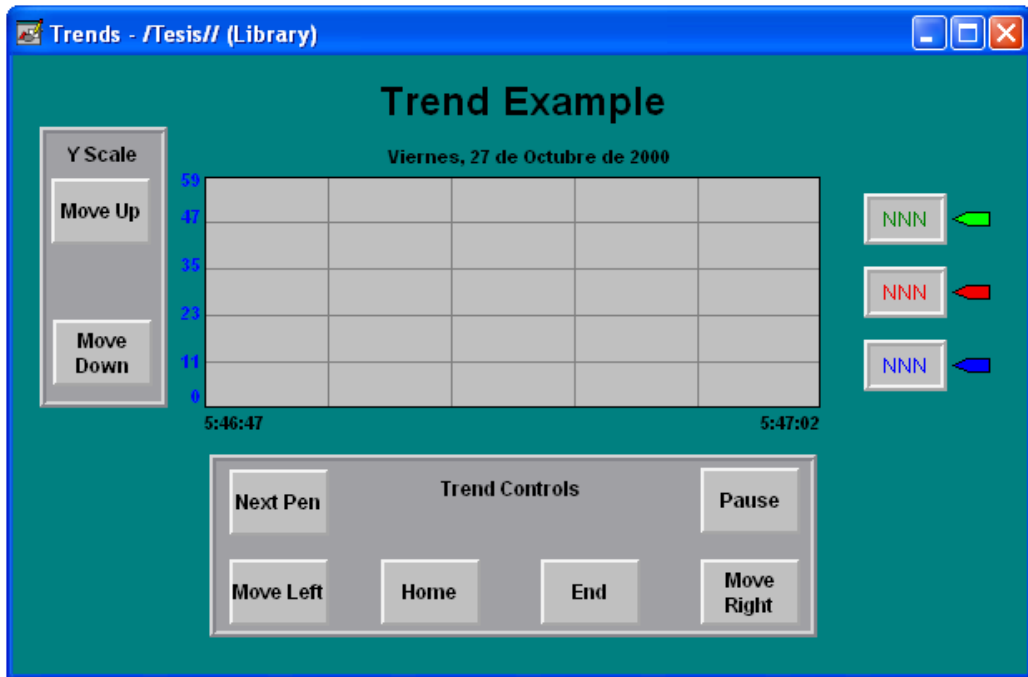 Trends - /Tesis// (Library)
Trend Example
Y Scale
Viernes, 27 de Octubre de 2000
Move Up
Move
Down
59
47
35
23
11
0
5:46:47
5:47:02
NNN
NNN
NNN
Trend Controls
Next Pen
Pause
Move Left
Home
End
Move
Right